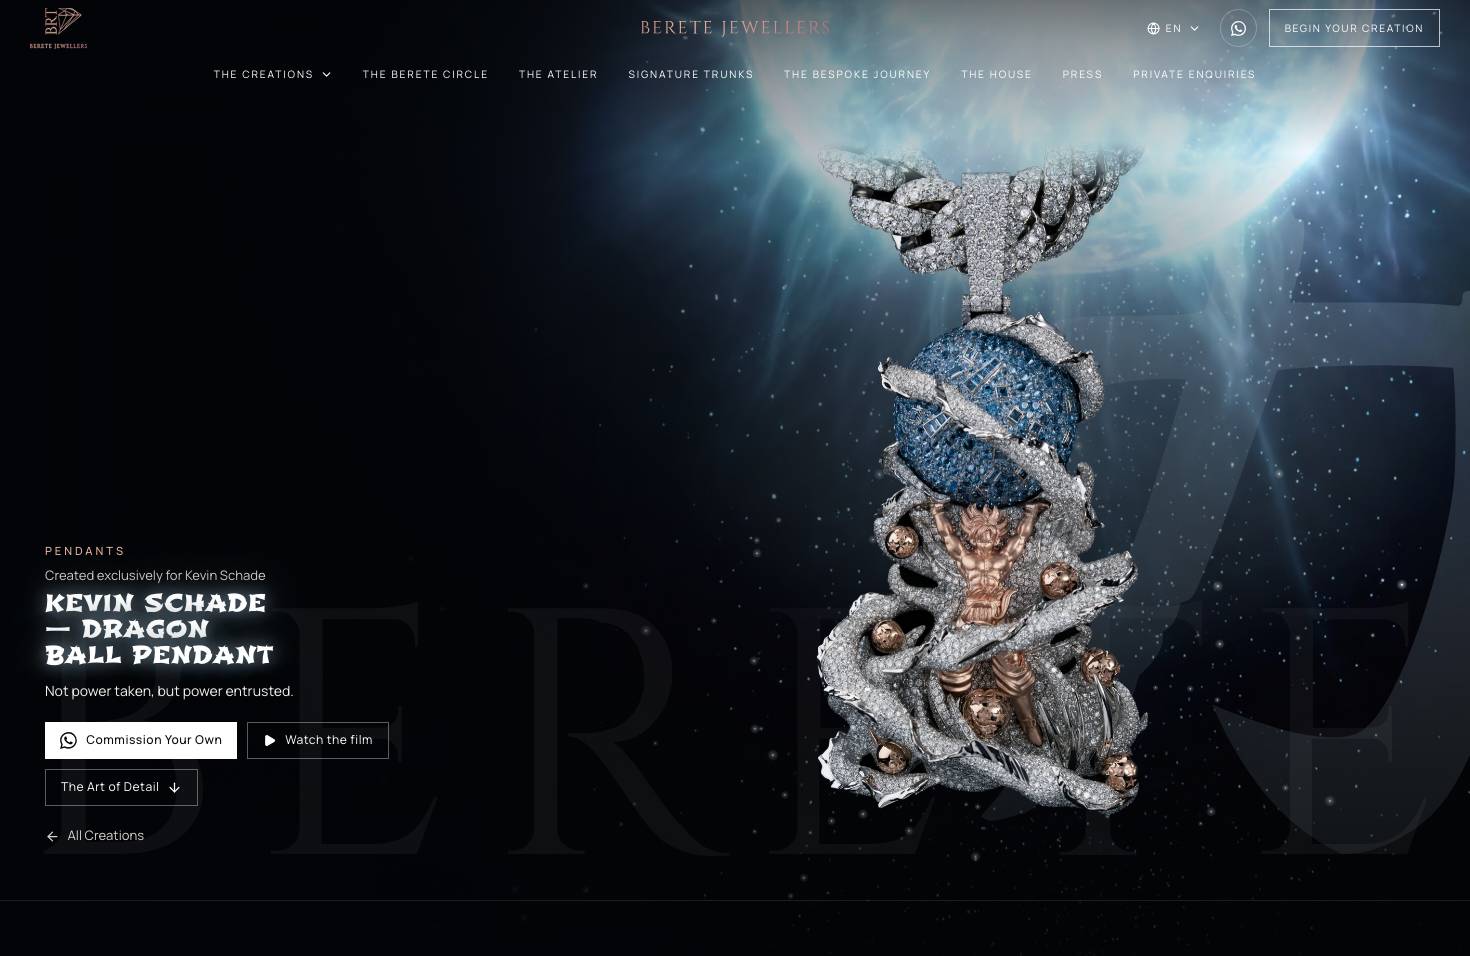 BRT
BERETE JEWELLERS
BERETE JEWELLERS
EN
BEGIN YOUR CREATION
THE CREATIONS
THE BERETE CIRCLE
THE ATELIER
SIGNATURE TRUNKS
THE BESPOKE JOURNEY
THE HOUSE
PRESS
PRIVATE ENQUIRIES
PENDANTS
Created exclusively for Kevin Schade
KEVIN SCHADE
— DRAGON
BALL PENDANT
Not power taken, but power entrusted.
Commission Your Own
Watch the film
The Art of Detail
All Creations
BERETE